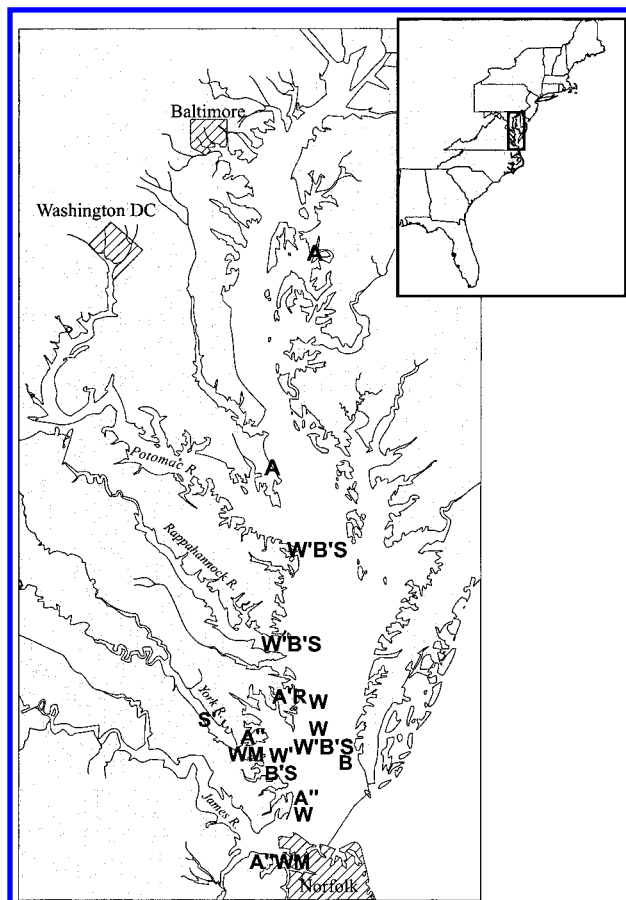 Baltimore
Washington DC
A
Potomac R.
A
W'B'S
Rappahannock R.
W'B'S
A'R W
York R.
S'
W
A"
W'B'S
WM W'
B
B'S
A"
W
James R.
A"WM
Norfolk